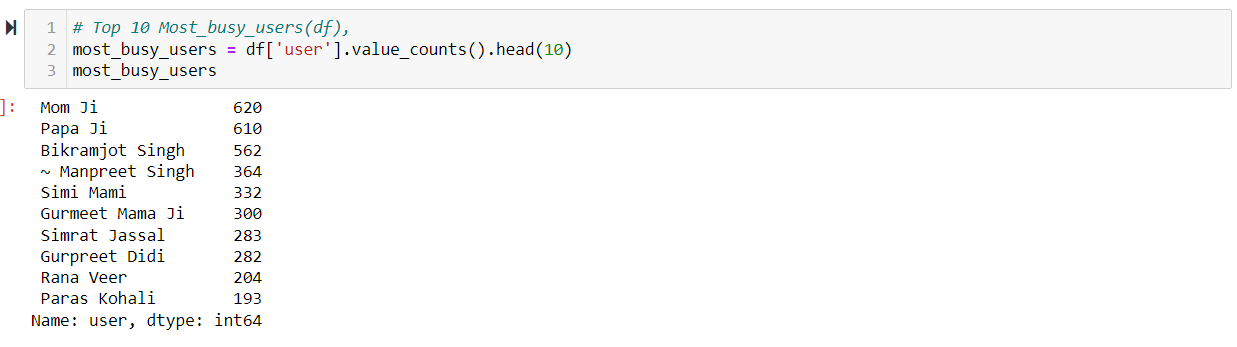 1 # Top 10 Most_busy_users(df),
2 most_busy_users = df['user'].value_counts().head(10)
3 most_busy_users
]: Mom Ji 620
Papa Ji 610
Bikramjot Singh 562
~ Manpreet Singh 364
Simi Mami 332
Gurmeet Mama Ji 300
Simrat Jassal 283
Gurpreet Didi 282
Rana Veer 204
Paras Kohali 193
Name: user, dtype: int64